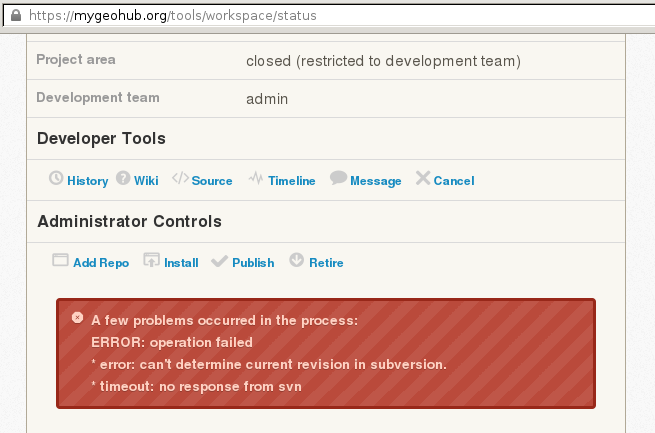 https://mygeohub.org/tools/workspace/status
Project area closed (restricted to development team)
Development team admin
Developer Tools
History Wiki Source Timeline Message Cancel
Administrator Controls
Add Repo Install Publish Retire
A few problems occurred in the process:
ERROR: operation failed
* error: can't determine current revision in subversion.
* timeout: no response from svn